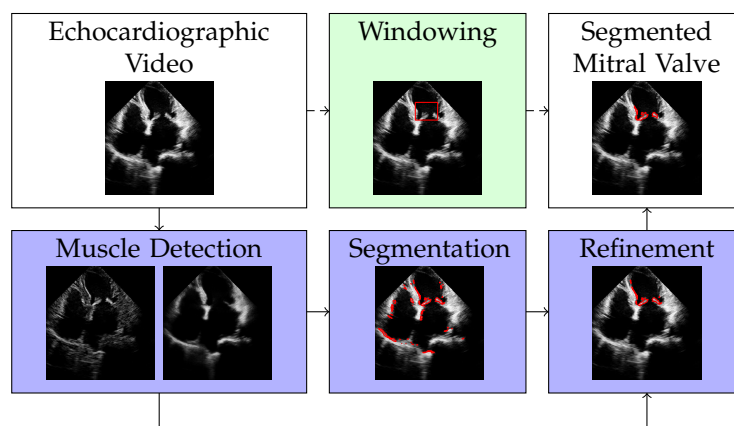 Echocardiographic
Video
Windowing
Segmented
Mitral Valve
Muscle Detection
Segmentation
Refinement